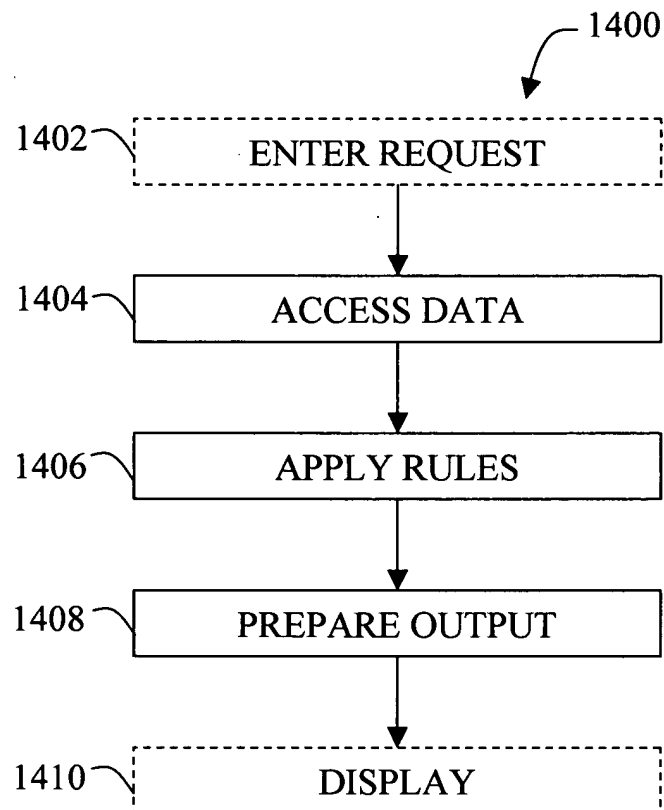 1400
1402
ENTER REQUEST
1404
ACCESS DATA
1406
APPLY RULES
1408
PREPARE OUTPUT
1410
DISPLAY